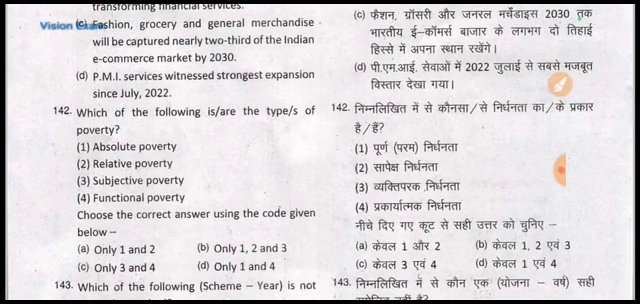 transforming financial services.
Vision Exam
(c) Fashion, grocery and general merchandise
will be captured nearly two-third of the Indian
e-commerce market by 2030.
(d) P.M.I. services witnessed strongest expansion
since July, 2022.
142. Which of the following is/are the type/s of
poverty?
(1) Absolute poverty
(2) Relative poverty
(3) Subjective poverty
(4) Functional poverty
Choose the correct answer using the code given
below –
(a) Only 1 and 2 (b) Only 1, 2 and 3
(c) Only 3 and 4 (d) Only 1 and 4
143. Which of the following (Scheme – Year) is not
(c) फैशन, ग्रॉसरी और जनरल मर्चेंडाइस 2030 तक
भारतीय ई-कॉमर्स बाजार के लगभग दो तिहाई
हिस्से में अपना स्थान रखेंगे।
(d) पी.एम.आई. सेवाओं में 2022 जुलाई से सबसे मजबूत
विस्तार देखा गया।
142. निम्नलिखित में से कौनसा/से निर्धनता का/के प्रकार
है/हैं?
(1) पूर्ण (परम) निर्धनता
(2) सापेक्ष निर्धनता
(3) व्यक्तिपरक निर्धनता
(4) प्रकार्यात्मक निर्धनता
नीचे दिए गए कूट से सही उत्तर को चुनिए –
(a) केवल 1 और 2 (b) केवल 1, 2 एवं 3
(c) केवल 3 एवं 4 (d) केवल 1 एवं 4
143. निम्नलिखित में से कौन एक (योजना – वर्ष) सही